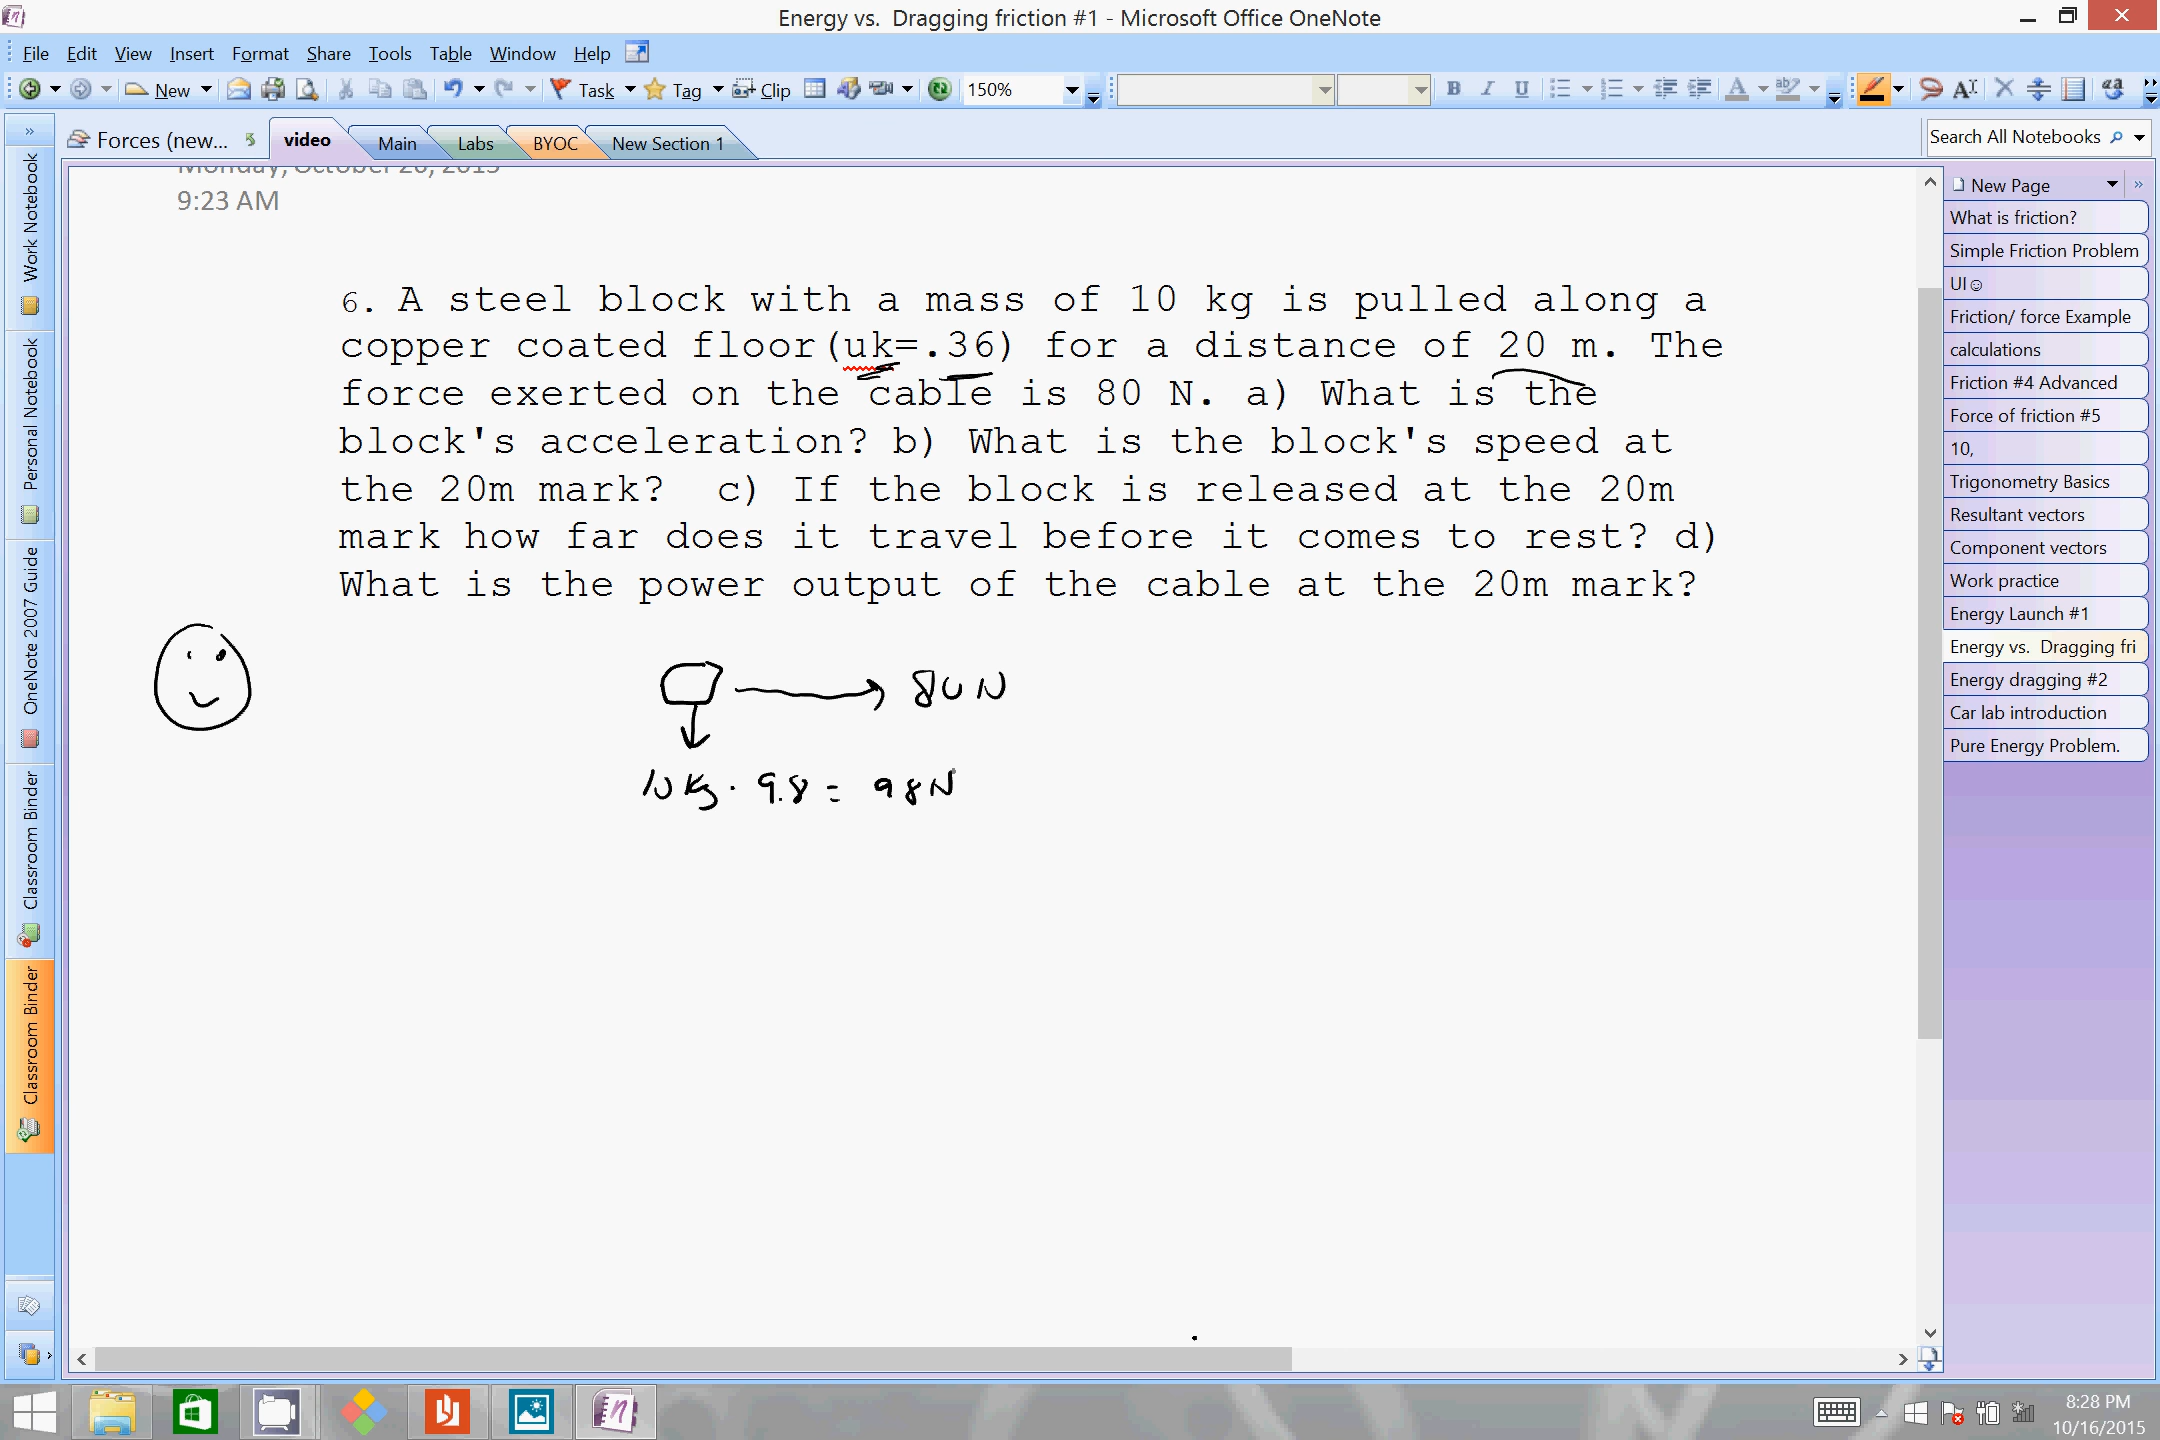 Energy vs.  Dragging friction #1 - Microsoft Office OneNote
File Edit View Insert Format Share Tools Table Window Help
New Task Tag Clip 150% B I U
Forces (new... video Main Labs BYOC New Section 1 Search All Notebooks
Work Notebook
Personal Notebook
OneNote 2007 Guide
Classroom Binder
Classroom Binder
9:23 AM
6. A steel block with a mass of 10 kg is pulled along a
copper coated floor(uk=.36) for a distance of 20 m. The
force exerted on the cable is 80 N. a) What is the
block's acceleration? b) What is the block's speed at
the 20m mark?  c) If the block is released at the 20m
mark how far does it travel before it comes to rest? d)
What is the power output of the cable at the 20m mark?
80 N
10 kg · 9.8 = 98N
New Page
What is friction?
Simple Friction Problem
UI☺
Friction/ force Example
calculations
Friction #4 Advanced
Force of friction #5
10,
Trigonometry Basics
Resultant vectors
Component vectors
Work practice
Energy Launch #1
Energy vs.  Dragging fri
Energy dragging #2
Car lab introduction
Pure Energy Problem.
8:28 PM
10/16/2015